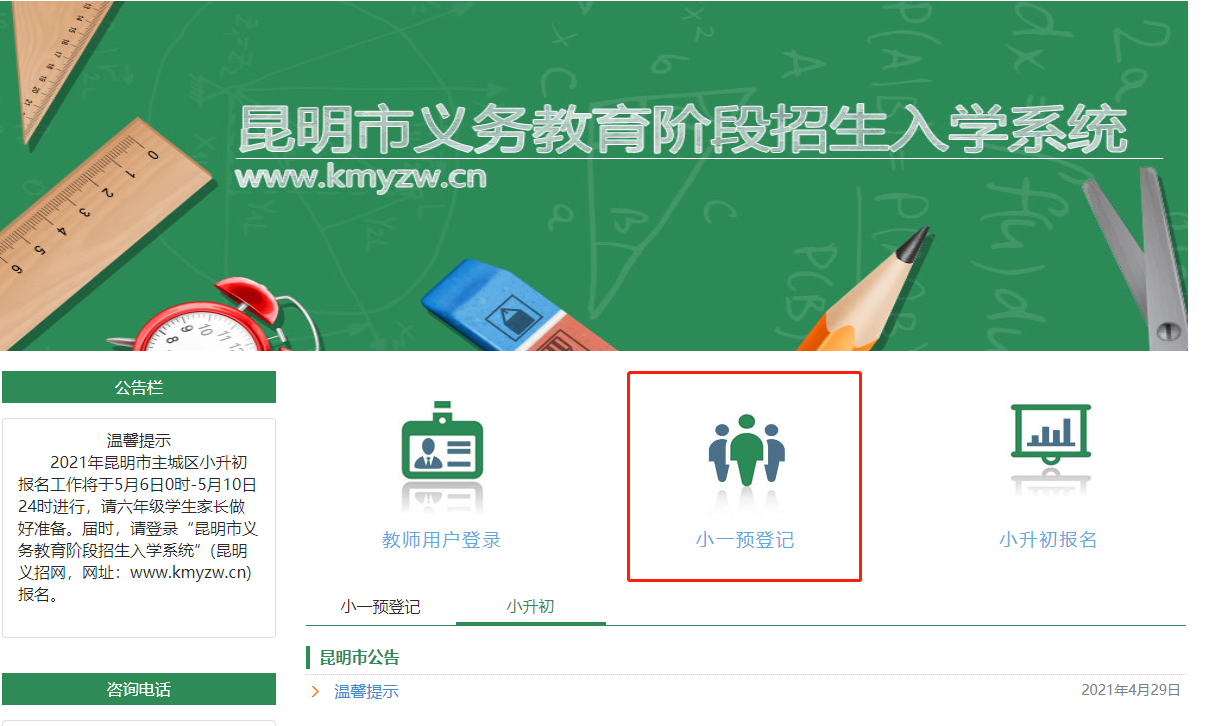 昆明市义务教育阶段招生入学系统
www.kmyzw.cn
公告栏
温馨提示
2021年昆明市主城区小升初
报名工作将于5月6日0时-5月10日
24时进行，请六年级学生家长做
好准备。届时，请登录“昆明市义
务教育阶段招生入学系统”(昆明
义招网，网址：www.kmyzw.cn)
报名。
咨询电话
教师用户登录
小一预登记
小升初报名
小一预登记
小升初
昆明市公告
温馨提示
2021年4月29日